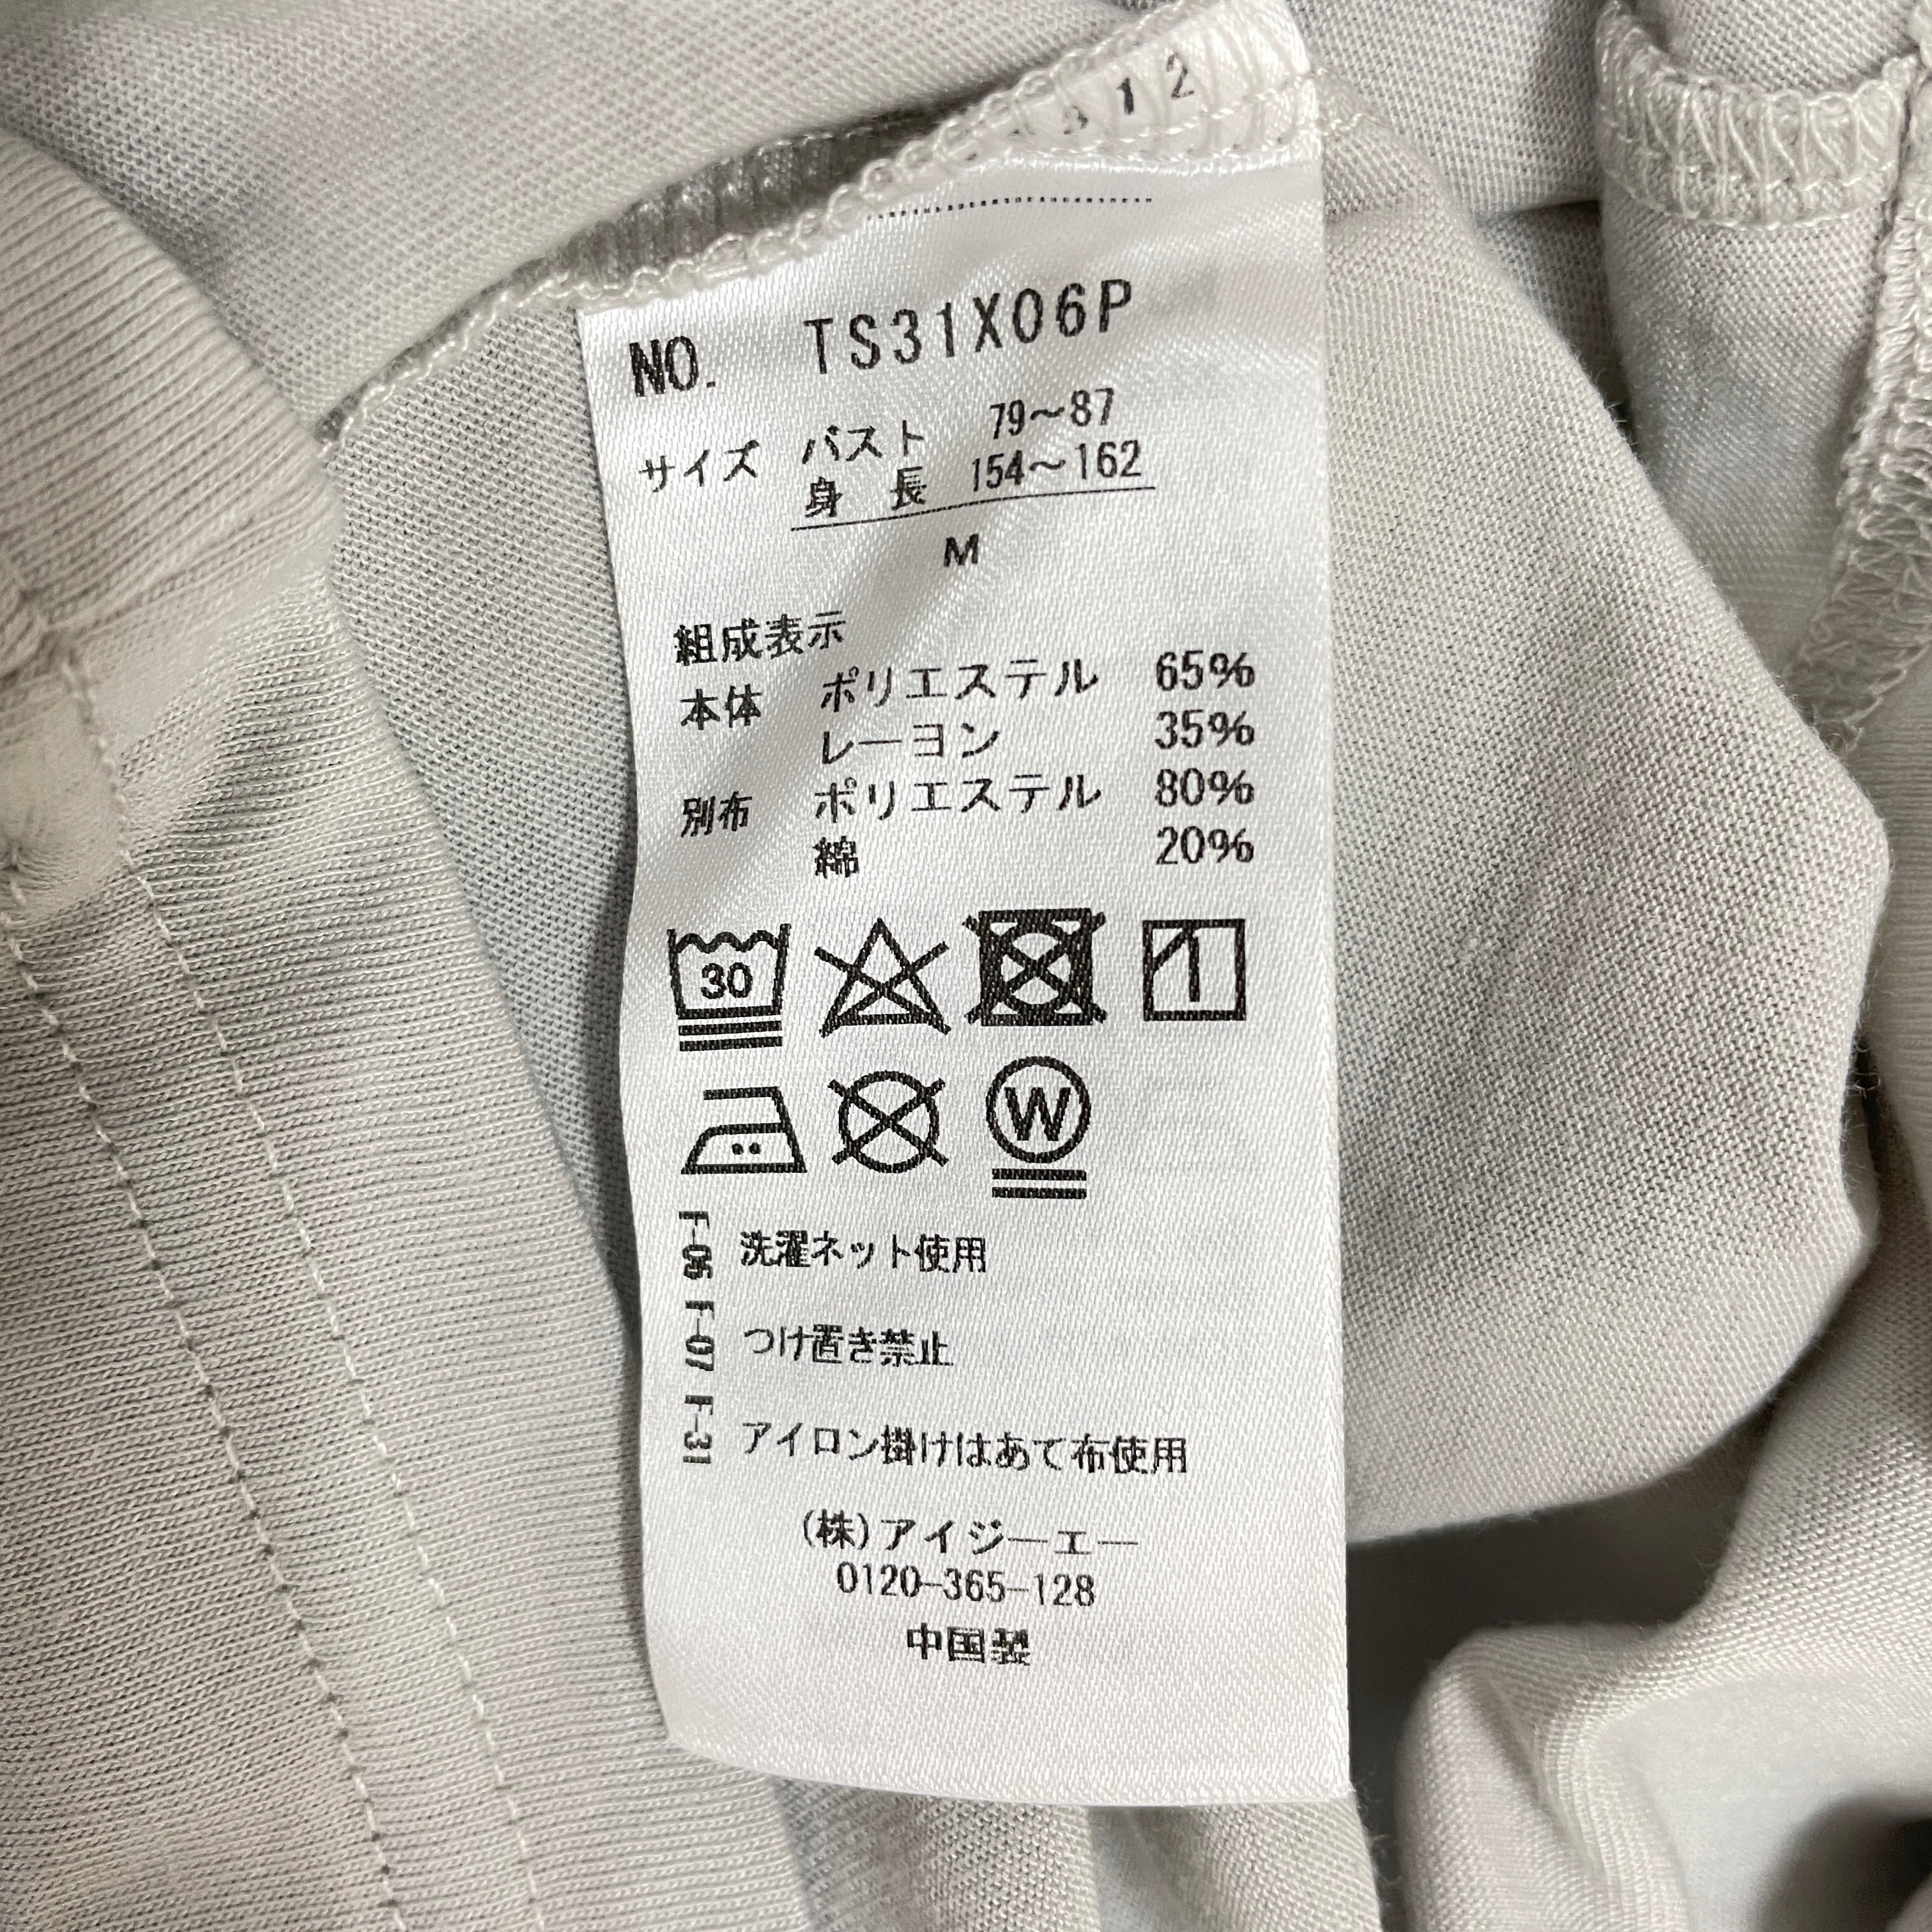 12
NO. TS31X06P
サイズ バスト 79～87
身長 154～162
M
組成表示
本体 ポリエステル 65%
レーヨン 35%
別布 ポリエステル 80%
綿 20%
30
W
F-06 洗濯ネット使用
F-07 つけ置き禁止
F-31 アイロン掛けはあて布使用
(株)アイジーエー
0120-365-128
中国製